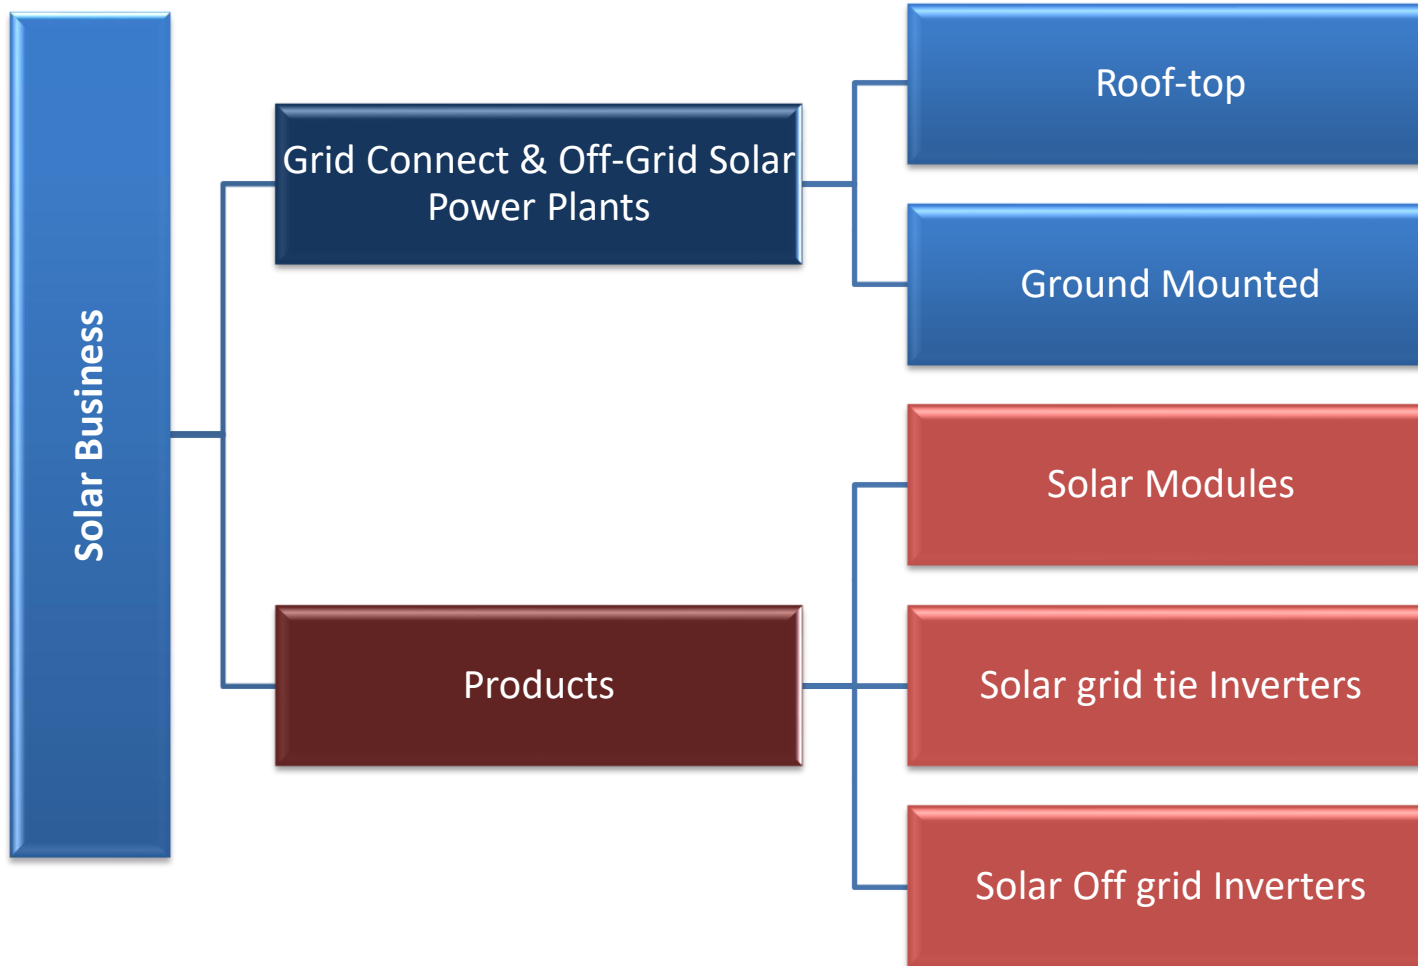 Solar Business
Grid Connect & Off-Grid Solar
Power Plants
Roof-top
Ground Mounted
Products
Solar Modules
Solar grid tie Inverters
Solar Off grid Inverters